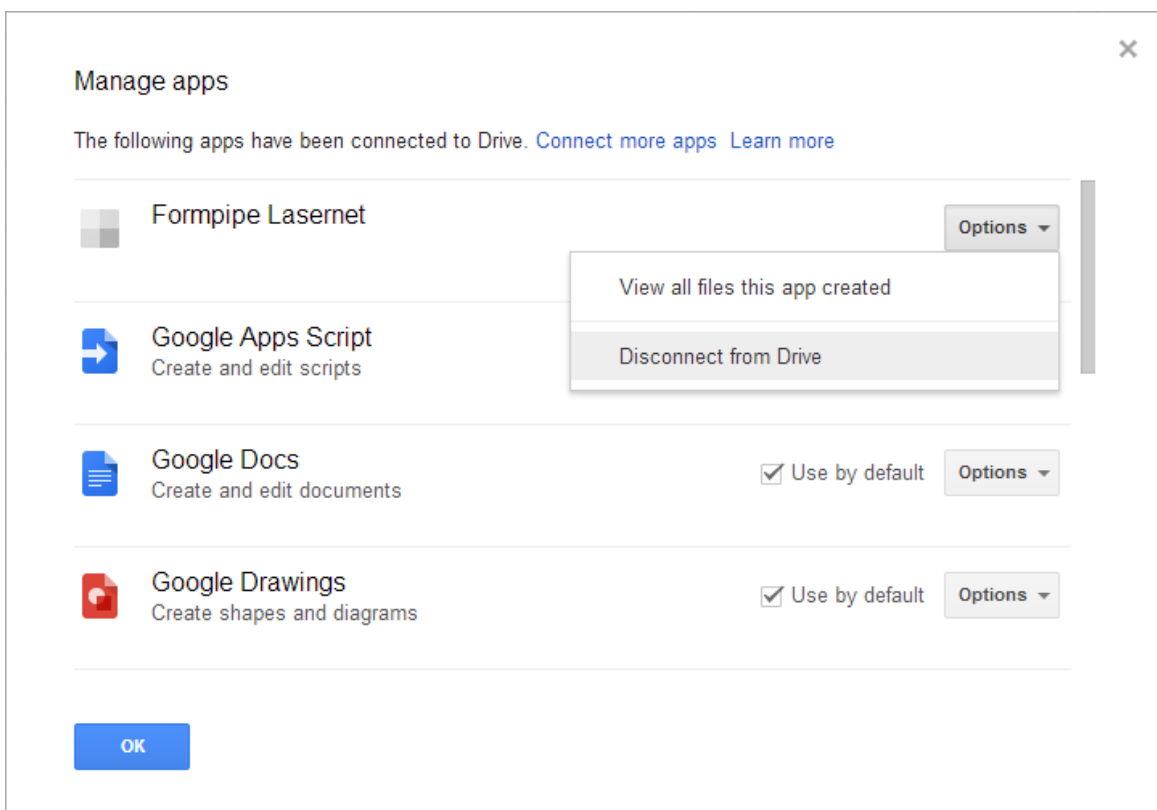 Manage apps
The following apps have been connected to Drive. Connect more apps Learn more
Formpipe Lasernet
Options
View all files this app created
Disconnect from Drive
Google Apps Script
Create and edit scripts
Google Docs
Create and edit documents
Use by default
Options
Google Drawings
Create shapes and diagrams
Use by default
Options
OK